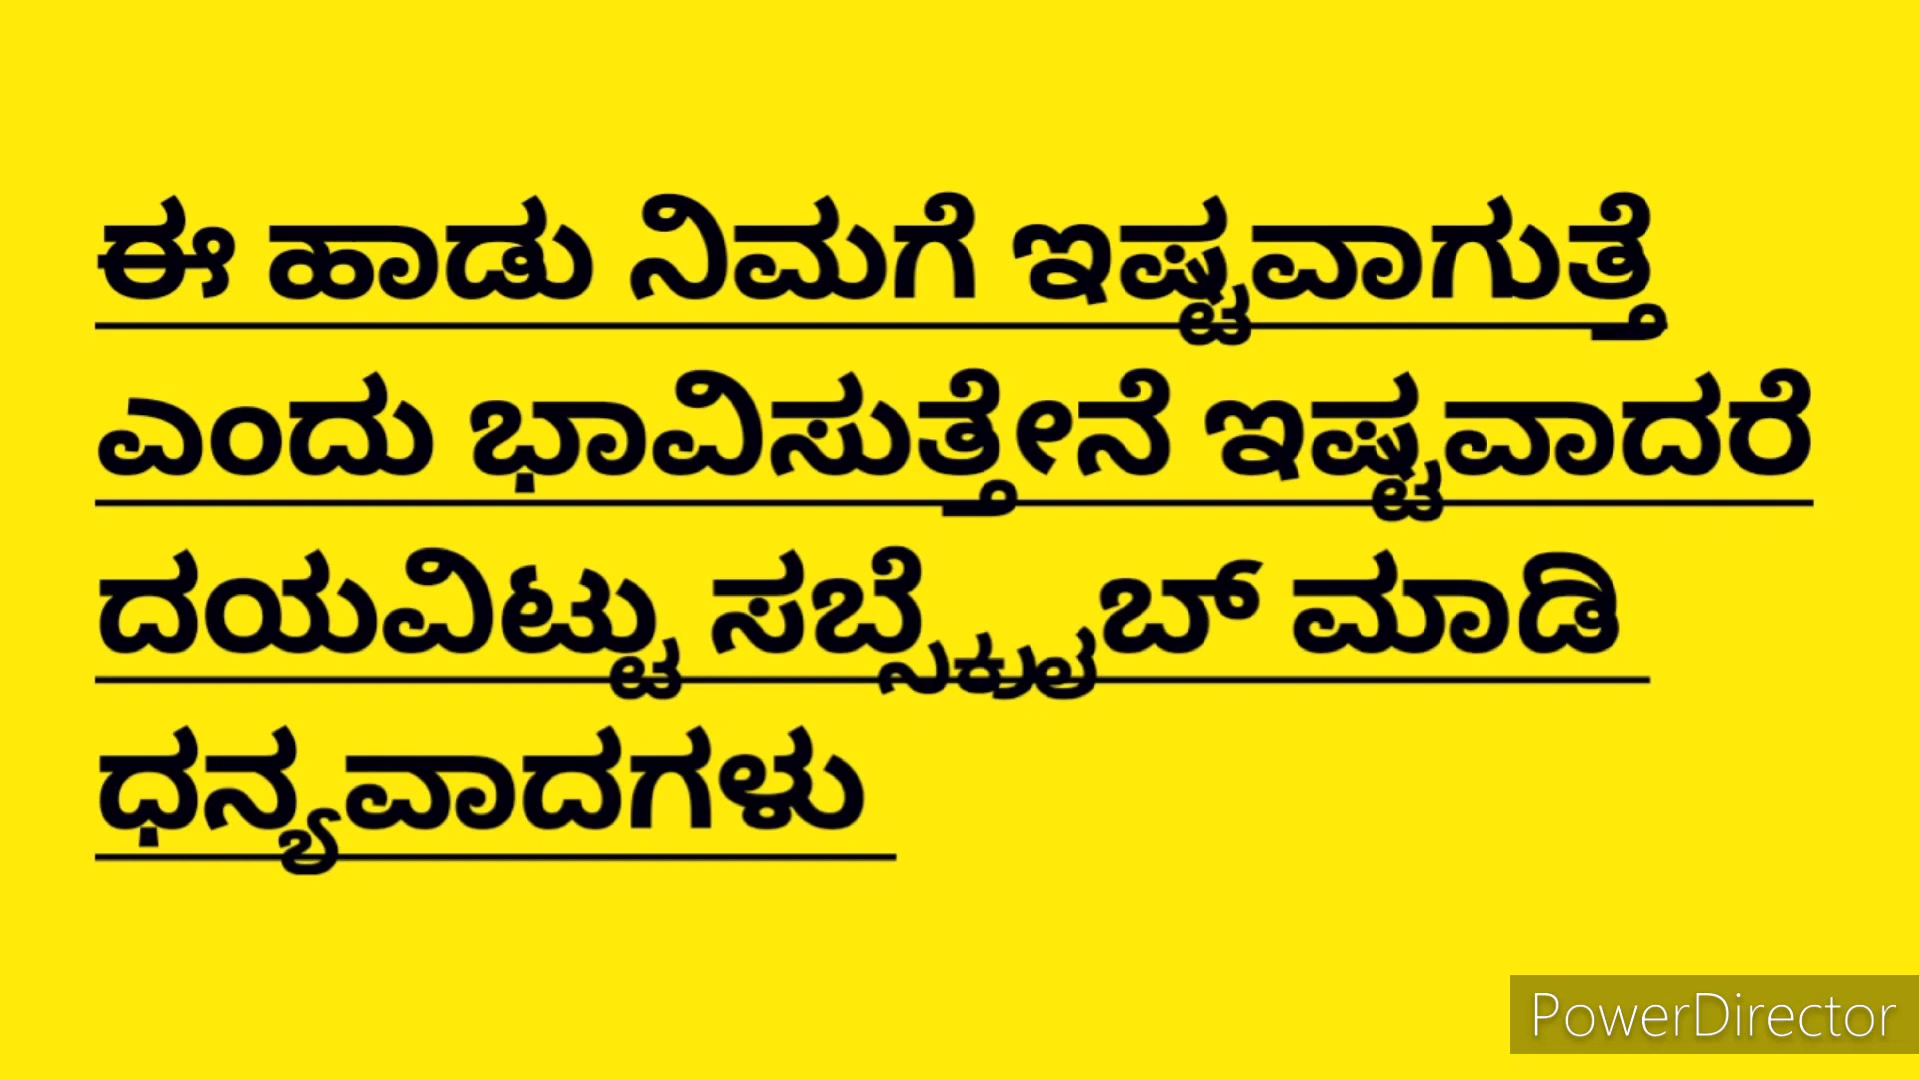 ಈ ಹಾಡು ನಿಮಗೆ ಇಷ್ಟವಾಗುತ್ತೆ
ಎಂದು ಭಾವಿಸುತ್ತೇನೆ ಇಷ್ಟವಾದರೆ
ದಯವಿಟ್ಟು ಸಬ್ಸ್ಕ್ರೈಬ್ ಮಾಡಿ
ಧನ್ಯವಾದಗಳು
PowerDirector